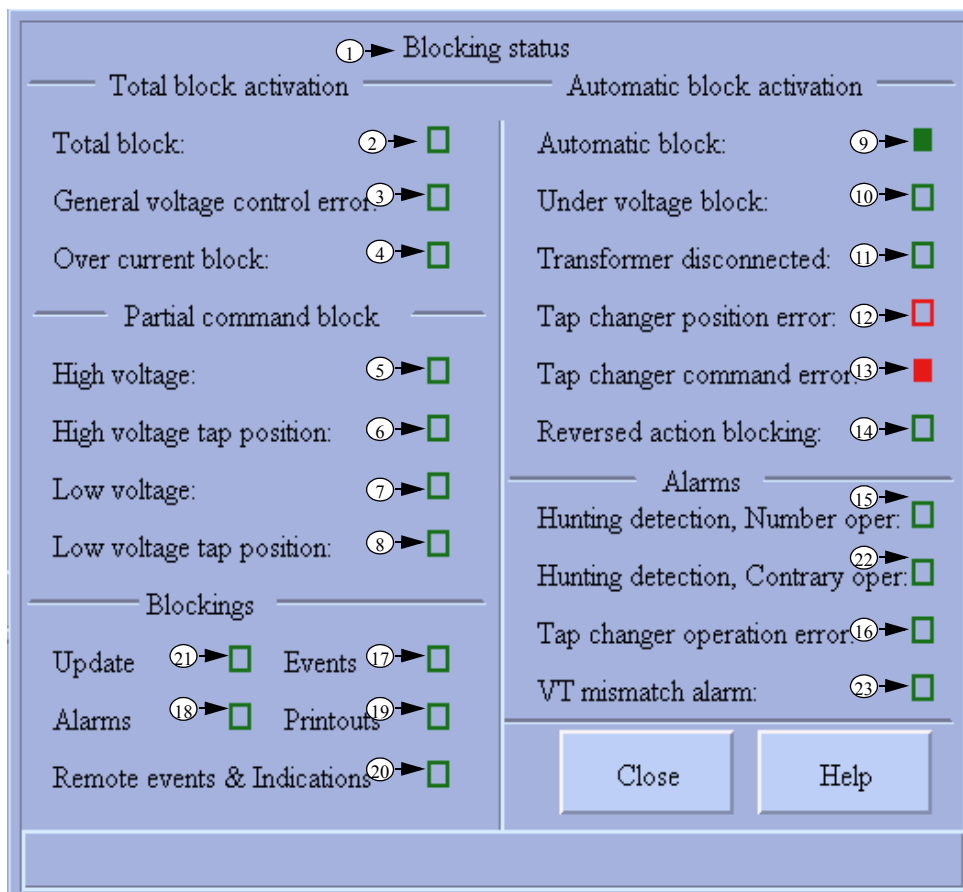 1 Blocking status
Total block activation
Total block: 2
General voltage control error: 3
Over current block: 4
Partial command block
High voltage: 5
High voltage tap position: 6
Low voltage: 7
Low voltage tap position: 8
Blockings
Update 21 Events 17
Alarms 18 Printouts 19
Remote events & Indications 20
Automatic block activation
Automatic block: 9
Under voltage block: 10
Transformer disconnected: 11
Tap changer position error: 12
Tap changer command error: 13
Reversed action blocking: 14
Alarms
Hunting detection, Number oper: 15
Hunting detection, Contrary oper: 22
Tap changer operation error: 16
VT mismatch alarm: 23
Close Help